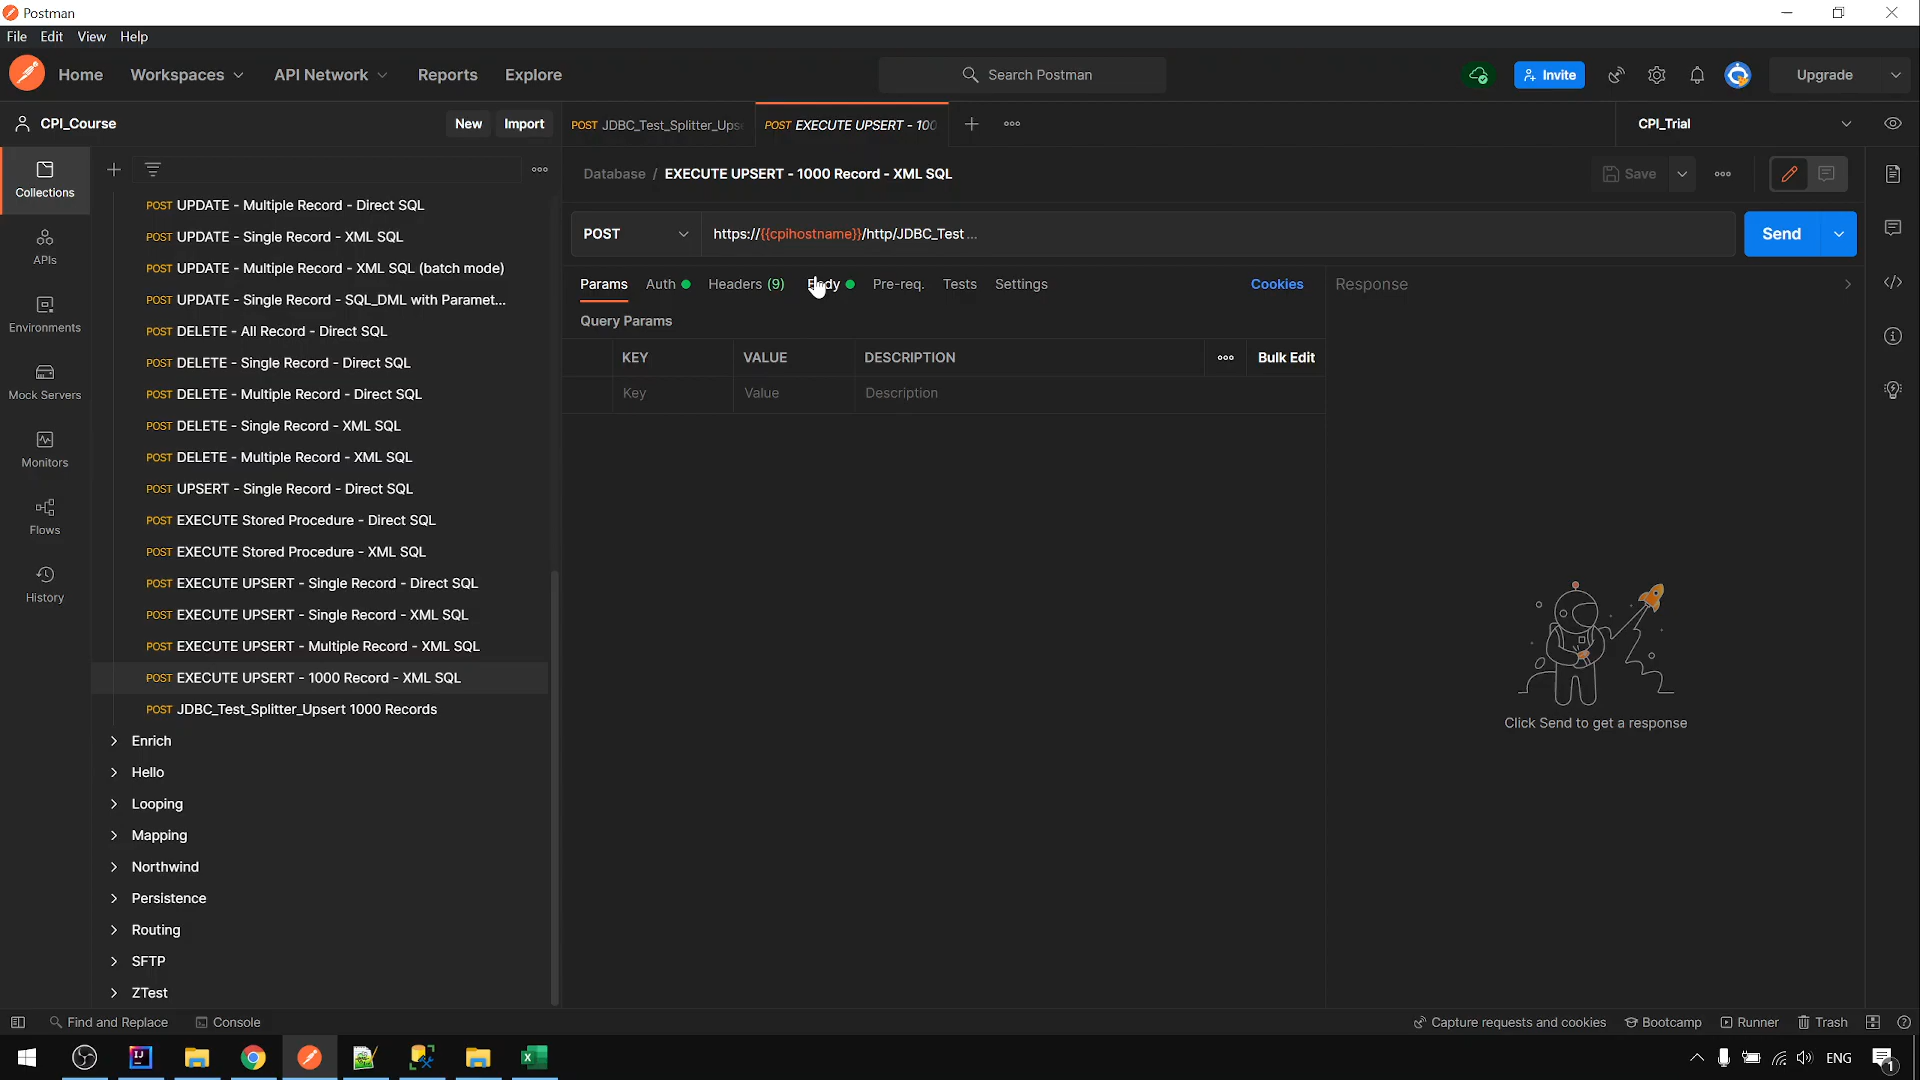 Postman
File Edit View Help
Home Workspaces API Network Reports Explore Search Postman Invite Upgrade
CPI_Course New Import POST JDBC_Test_Splitter_Ups POST EXECUTE UPSERT - 100 CPI_Trial
Collections
APIs
Environments
Mock Servers
Monitors
Flows
History
POST UPDATE - Multiple Record - Direct SQL
POST UPDATE - Single Record - XML SQL
POST UPDATE - Multiple Record - XML SQL (batch mode)
POST UPDATE - Single Record - SQL_DML with Paramet...
POST DELETE - All Record - Direct SQL
POST DELETE - Single Record - Direct SQL
POST DELETE - Multiple Record - Direct SQL
POST DELETE - Single Record - XML SQL
POST DELETE - Multiple Record - XML SQL
POST UPSERT - Single Record - Direct SQL
POST EXECUTE Stored Procedure - Direct SQL
POST EXECUTE Stored Procedure - XML SQL
POST EXECUTE UPSERT - Single Record - Direct SQL
POST EXECUTE UPSERT - Single Record - XML SQL
POST EXECUTE UPSERT - Multiple Record - XML SQL
POST EXECUTE UPSERT - 1000 Record - XML SQL
POST JDBC_Test_Splitter_Upsert 1000 Records
Enrich
Hello
Looping
Mapping
Northwind
Persistence
Routing
SFTP
ZTest
Database / EXECUTE UPSERT - 1000 Record - XML SQL Save
POST https://{{cpihostname}}/http/JDBC_Test ... Send
Params Auth Headers (9) Body Pre-req. Tests Settings Cookies
Query Params
KEY VALUE DESCRIPTION Bulk Edit
Key Value Description
Response
Click Send to get a response
Find and Replace Console Capture requests and cookies Bootcamp Runner Trash
ENG 1